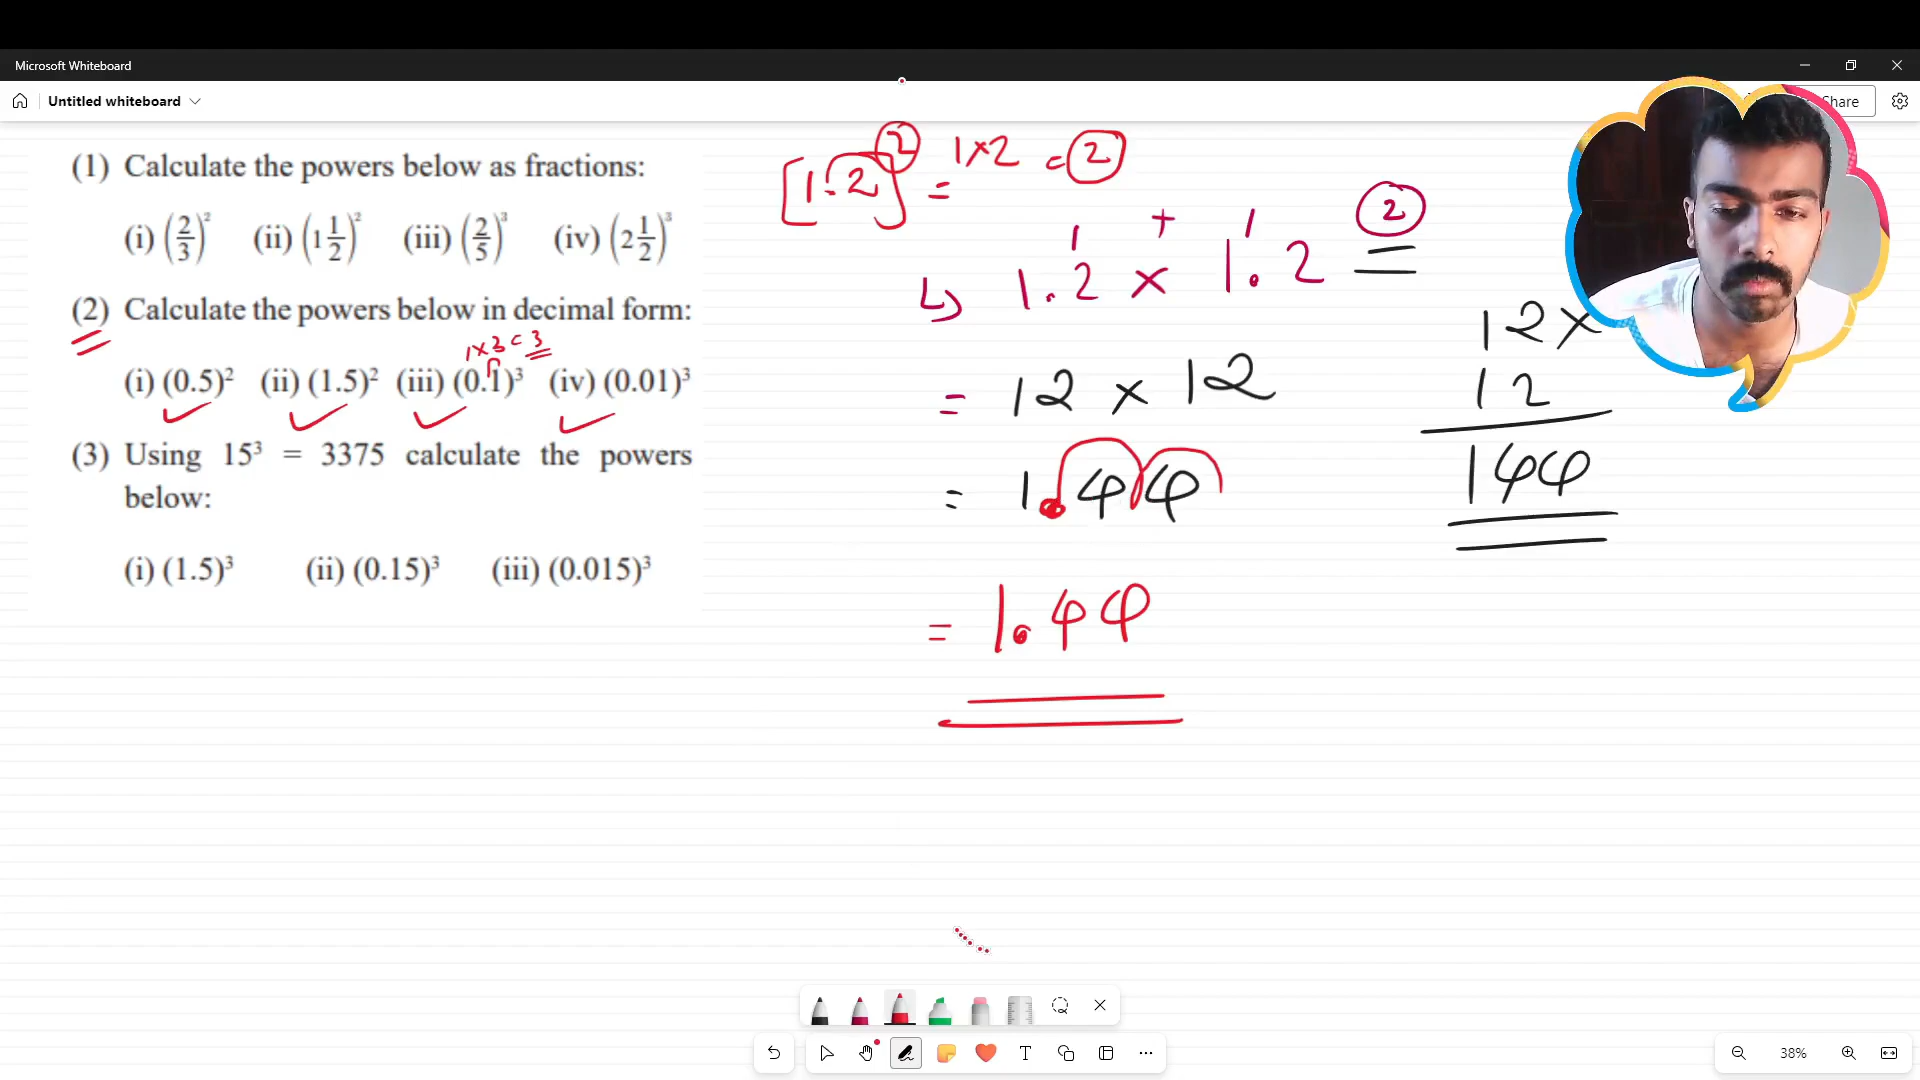 Microsoft Whiteboard
Untitled whiteboard
Share
(1) Calculate the powers below as fractions:
(i) (2/3)² (ii) (1 1/2)² (iii) (2/5)³ (iv) (2 1/2)³
(2) Calculate the powers below in decimal form:
1×3 = 3
(i) (0.5)² (ii) (1.5)² (iii) (0.1)³ (iv) (0.01)³
(3) Using 15³ = 3375 calculate the powers
below:
(i) (1.5)³ (ii) (0.15)³ (iii) (0.015)³
[1.2]² = 1×2 = 2
1 + 1 2
↳ 1.2 × 1.2 =
= 12 × 12
= 1.44
= 1.44
12×
12
144
38%